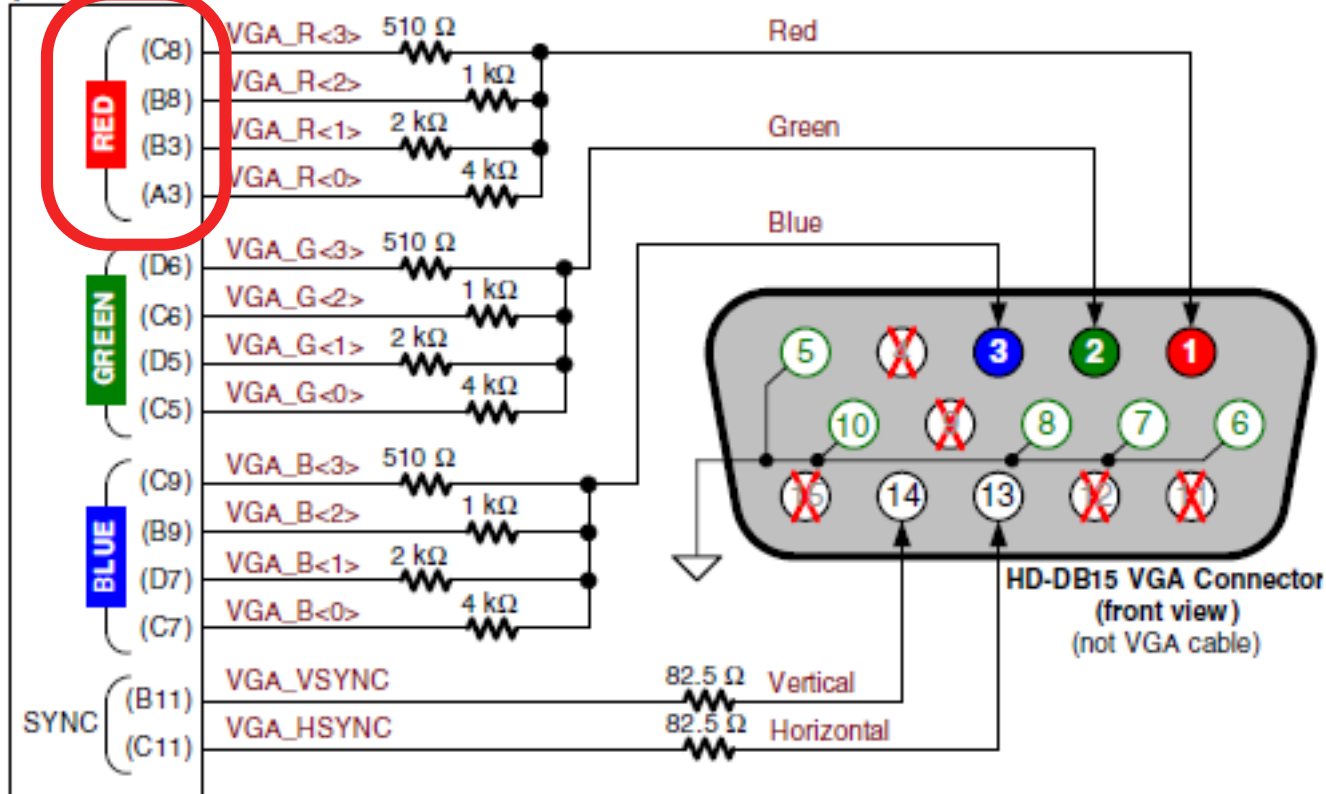 RED
(C8) VGA_R<3> 510 Ω Red
(B8) VGA_R<2> 1 kΩ
(B3) VGA_R<1> 2 kΩ Green
(A3) VGA_R<0> 4 kΩ
Blue
GREEN
(D6) VGA_G<3> 510 Ω
(C6) VGA_G<2> 1 kΩ
(D5) VGA_G<1> 2 kΩ
(C5) VGA_G<0> 4 kΩ
5 3 2 1
10 8 7 6
14 13
BLUE
(C9) VGA_B<3> 510 Ω
(B9) VGA_B<2> 1 kΩ
(D7) VGA_B<1> 2 kΩ
(C7) VGA_B<0> 4 kΩ
HD-DB15 VGA Connector
(front view)
(not VGA cable)
SYNC
(B11) VGA_VSYNC 82.5 Ω Vertical
(C11) VGA_HSYNC 82.5 Ω Horizontal